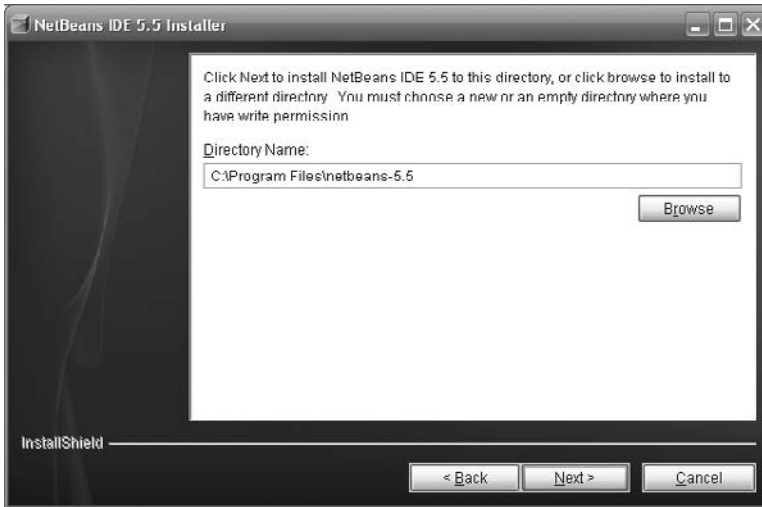 NetBeans IDE 5.5 Installer
Click Next to install NetBeans IDE 5.5 to this directory, or click browse to install to
a different directory. You must choose a new or an empty directory where you
have write permission
Directory Name:
C:\Program Files\netbeans-5.5
Browse
InstallShield
< Back
Next >
Cancel